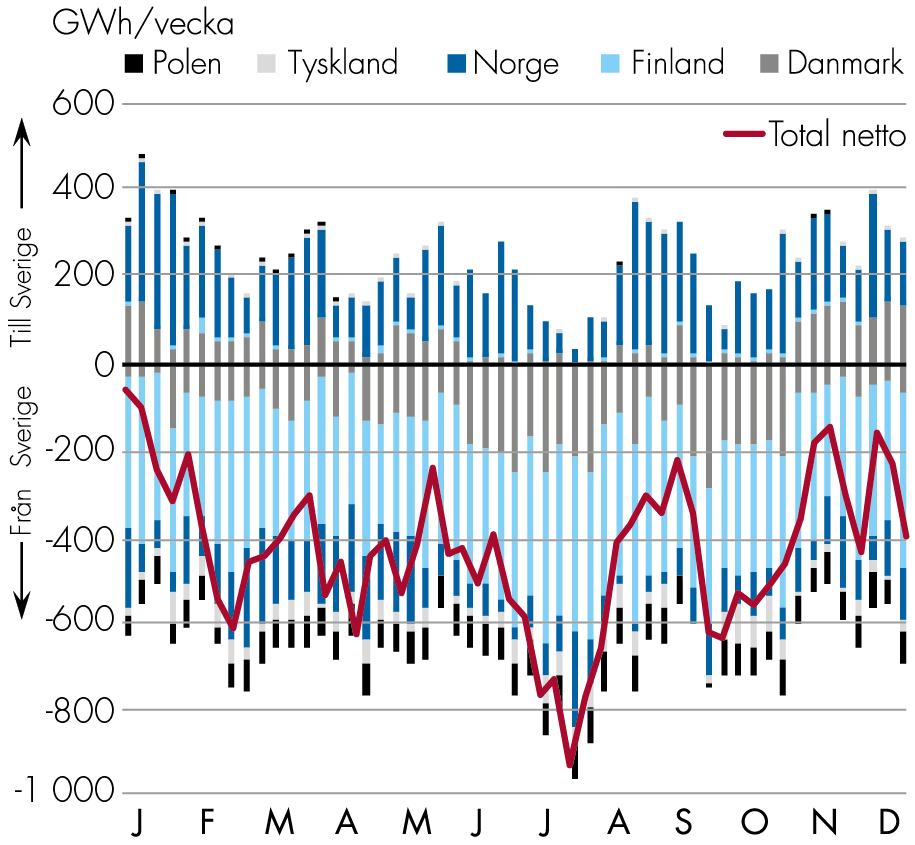 GWh/vecka
Polen Tyskland Norge Finland Danmark
600
Total netto
400
Till Sverige
200
0
Från Sverige
-200
-400
-600
-800
-1 000
J F M A M J J A S O N D